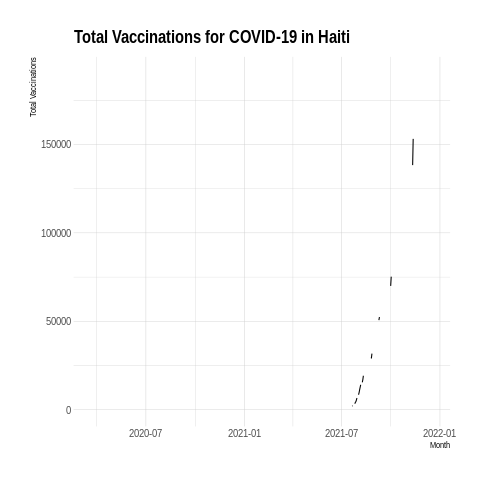 Total Vaccinations for COVID-19 in Haiti
Total Vaccinations
150000
100000
50000
0
2020-07 2021-01 2021-07 2022-01
Month